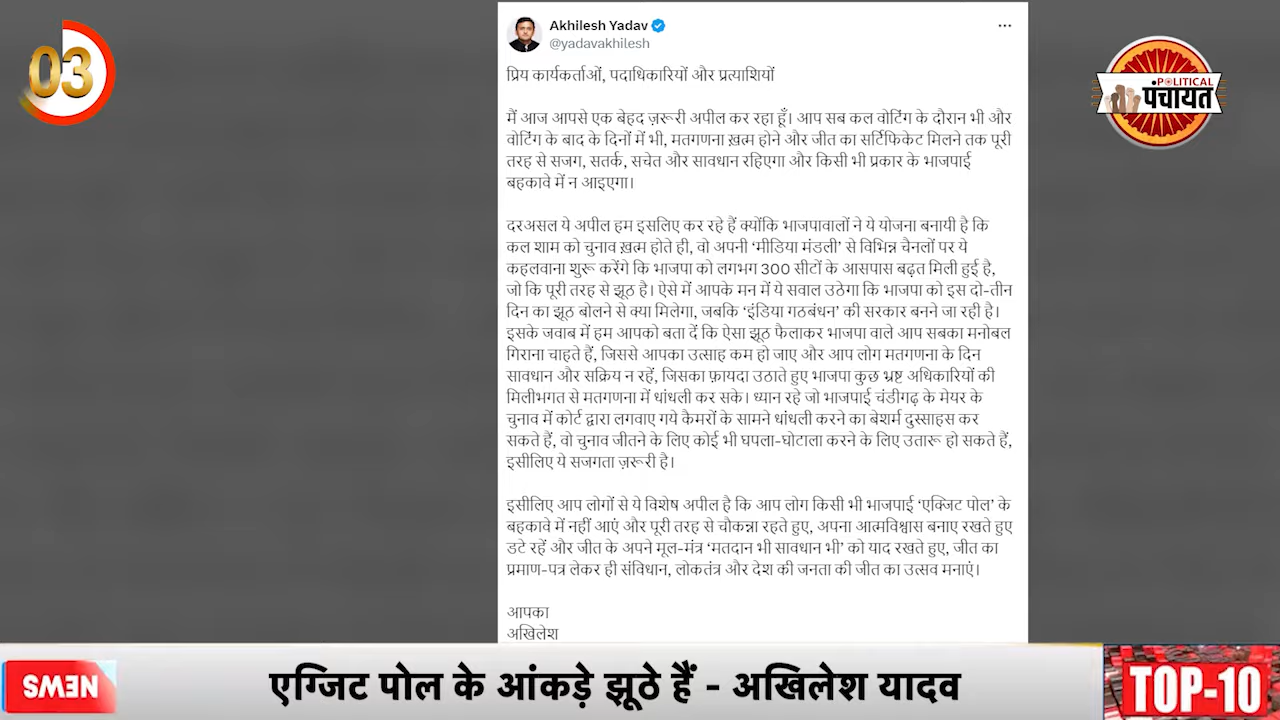 03
Akhilesh Yadav
@yadavakhilesh
POLITICAL
पंचायत
प्रिय कार्यकर्ताओं, पदाधिकारियों और प्रत्याशियों
मैं आज आपसे एक बेहद ज़रूरी अपील कर रहा हूँ। आप सब कल वोटिंग के दौरान भी और
वोटिंग के बाद के दिनों में भी, मतगणना ख़त्म होने और जीत का सर्टिफिकेट मिलने तक पूरी
तरह से सजग, सतर्क, सचेत और सावधान रहिएगा और किसी भी प्रकार के भाजपाई
बहकावे में न आइएगा।
दरअसल ये अपील हम इसलिए कर रहे हैं क्योंकि भाजपावालों ने ये योजना बनायी है कि
कल शाम को चुनाव ख़त्म होते ही, वो अपनी ‘मीडिया मंडली’ से विभिन्न चैनलों पर ये
कहलवाना शुरू करेंगे कि भाजपा को लगभग 300 सीटों के आसपास बढ़त मिली हुई है,
जो कि पूरी तरह से झूठ है। ऐसे में आपके मन में ये सवाल उठेगा कि भाजपा को इस दो-तीन
दिन का झूठ बोलने से क्या मिलेगा, जबकि ‘इंडिया गठबंधन’ की सरकार बनने जा रही है।
इसके जवाब में हम आपको बता दें कि ऐसा झूठ फैलाकर भाजपा वाले आप सबका मनोबल
गिराना चाहते हैं, जिससे आपका उत्साह कम हो जाए और आप लोग मतगणना के दिन
सावधान और सक्रिय न रहें, जिसका फ़ायदा उठाते हुए भाजपा कुछ भ्रष्ट अधिकारियों की
मिलीभगत से मतगणना में धांधली कर सके। ध्यान रहे जो भाजपाई चंडीगढ़ के मेयर के
चुनाव में कोर्ट द्वारा लगवाए गये कैमरों के सामने धांधली करने का बेशर्म दुस्साहस कर
सकते हैं, वो चुनाव जीतने के लिए कोई भी घपला-घोटाला करने के लिए उतारू हो सकते हैं,
इसीलिए ये सजगता ज़रूरी है।
इसीलिए आप लोगों से ये विशेष अपील है कि आप लोग किसी भी भाजपाई ‘एक्जिट पोल’ के
बहकावे में नहीं आएं और पूरी तरह से चौकन्ना रहते हुए, अपना आत्मविश्वास बनाए रखते हुए
डटे रहें और जीत के अपने मूल-मंत्र ‘मतदान भी सावधान भी’ को याद रखते हुए, जीत का
प्रमाण-पत्र लेकर ही संविधान, लोकतंत्र और देश की जनता की जीत का उत्सव मनाएं।
आपका
अखिलेश
NEWS
एग्जिट पोल के आंकड़े झूठे हैं - अखिलेश यादव
TOP-10